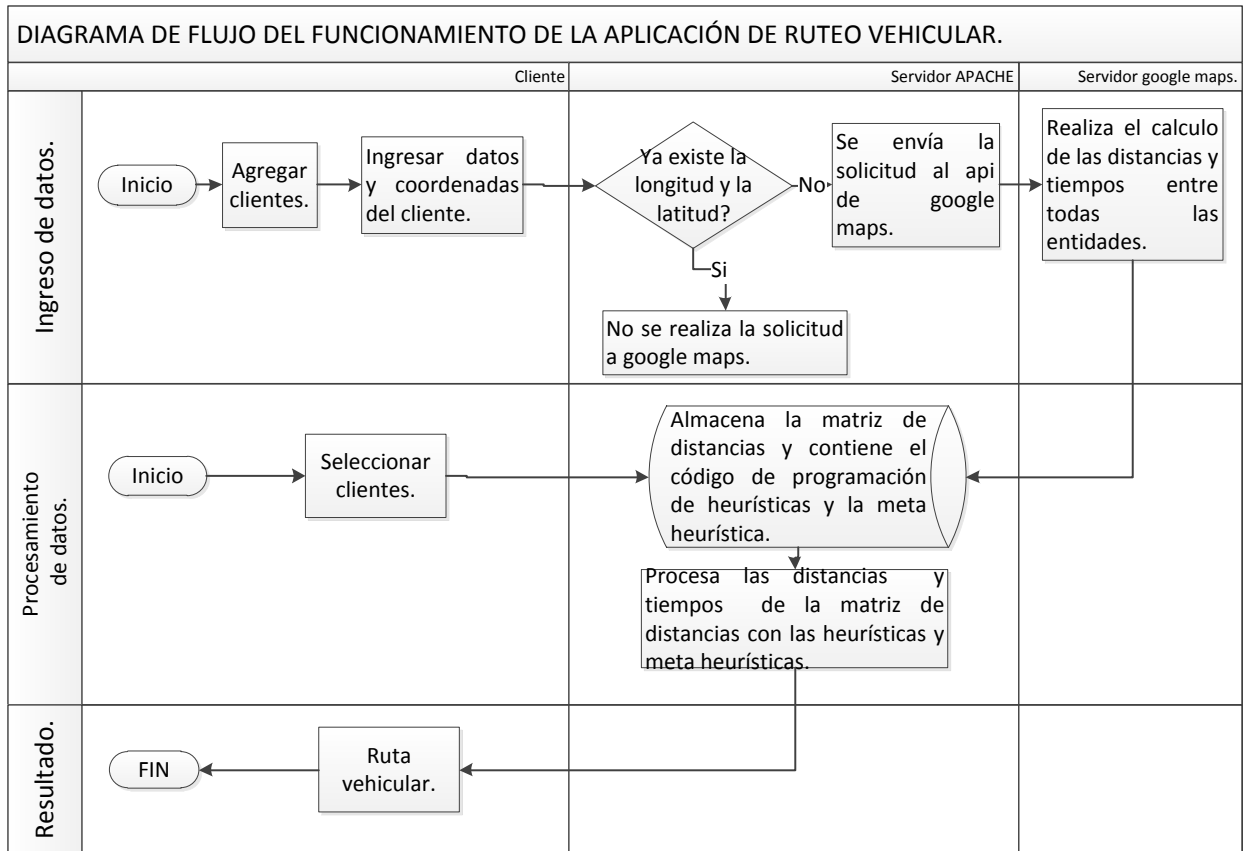 DIAGRAMA DE FLUJO DEL FUNCIONAMIENTO DE LA APLICACIÓN DE RUTEO VEHICULAR.
Cliente
Servidor APACHE
Servidor google maps.
Ingreso de datos.
Inicio
Agregar
clientes.
Ingresar datos
y coordenadas
del cliente.
Ya existe la
longitud y la
latitud?
No
Se envía la
solicitud al api
de google
maps.
Realiza el calculo
de las distancias y
tiempos entre
todas las
entidades.
Si
No se realiza la solicitud
a google maps.
Procesamiento
de datos.
Inicio
Seleccionar
clientes.
Almacena la matriz de
distancias y contiene el
código de programación
de heurísticas y la meta
heurística.
Procesa las distancias y
tiempos de la matriz de
distancias con las heurísticas y
meta heurísticas.
Resultado.
FIN
Ruta
vehicular.